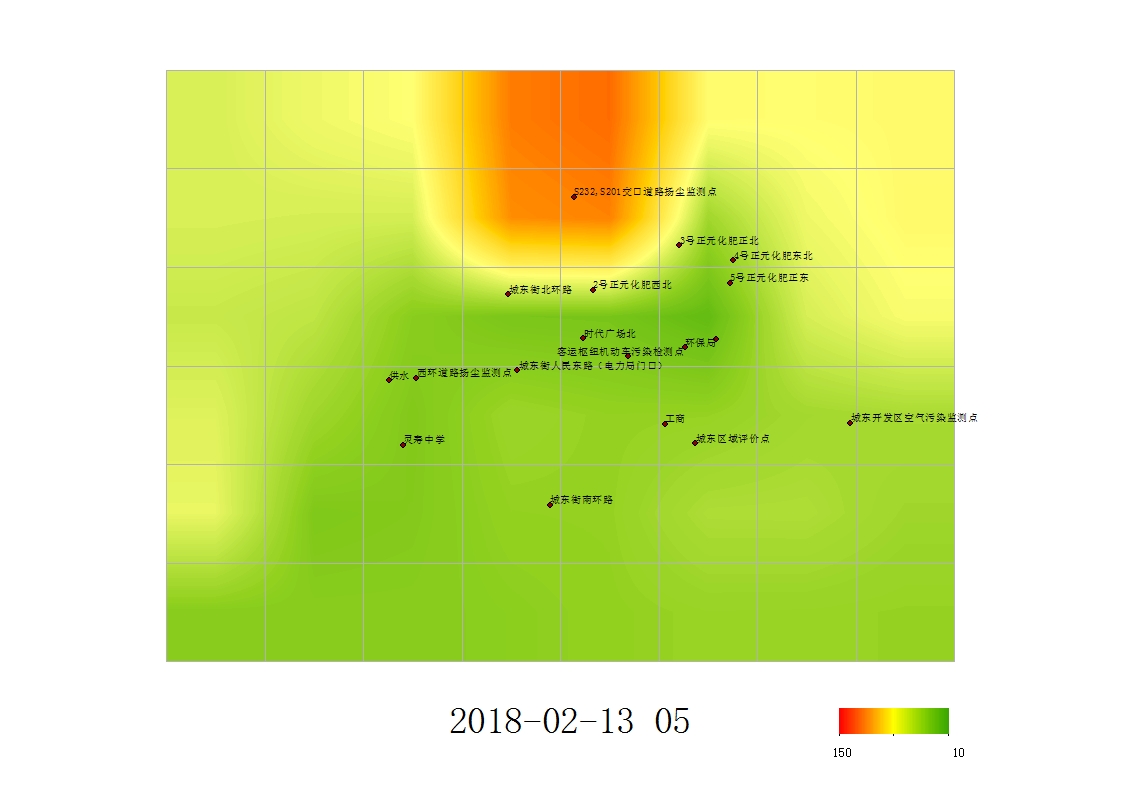 S232,S201交口道路扬尘监测点
3号正元化肥正北
4号正元化肥东北
5号正元化肥正东
2号正元化肥西北
城东街北环路
时代广场北
环保局
客运枢纽机动车污染检测点
城东街人民东路（电力局门口）
西环道路扬尘监测点
供水
工商
城东开发区空气污染监测点
城东区域评价点
灵寿中学
城东街南环路
2018-02-13 05
150 10